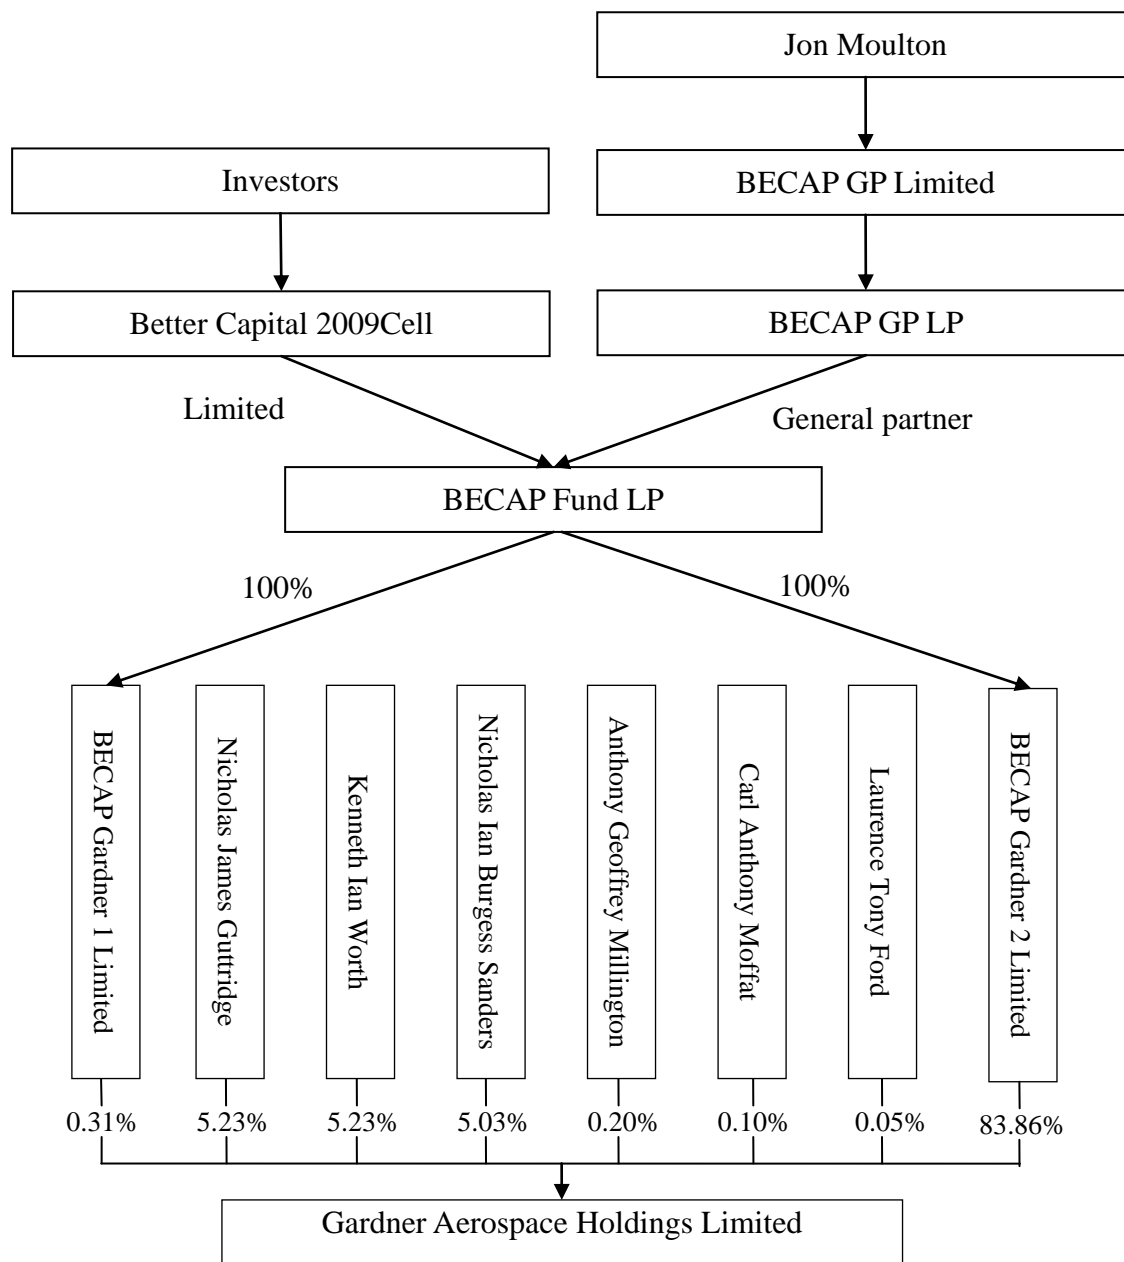 Jon Moulton
Investors
BECAP GP Limited
Better Capital 2009Cell
BECAP GP LP
Limited
General partner
BECAP Fund LP
100%
100%
BECAP Gardner 1 Limited
Nicholas James Guttridge
Kenneth Ian Worth
Nicholas Ian Burgess Sanders
Anthony Geoffrey Millington
Carl Anthony Moffat
Laurence Tony Ford
BECAP Gardner 2 Limited
0.31%
5.23%
5.23%
5.03%
0.20%
0.10%
0.05%
83.86%
Gardner Aerospace Holdings Limited